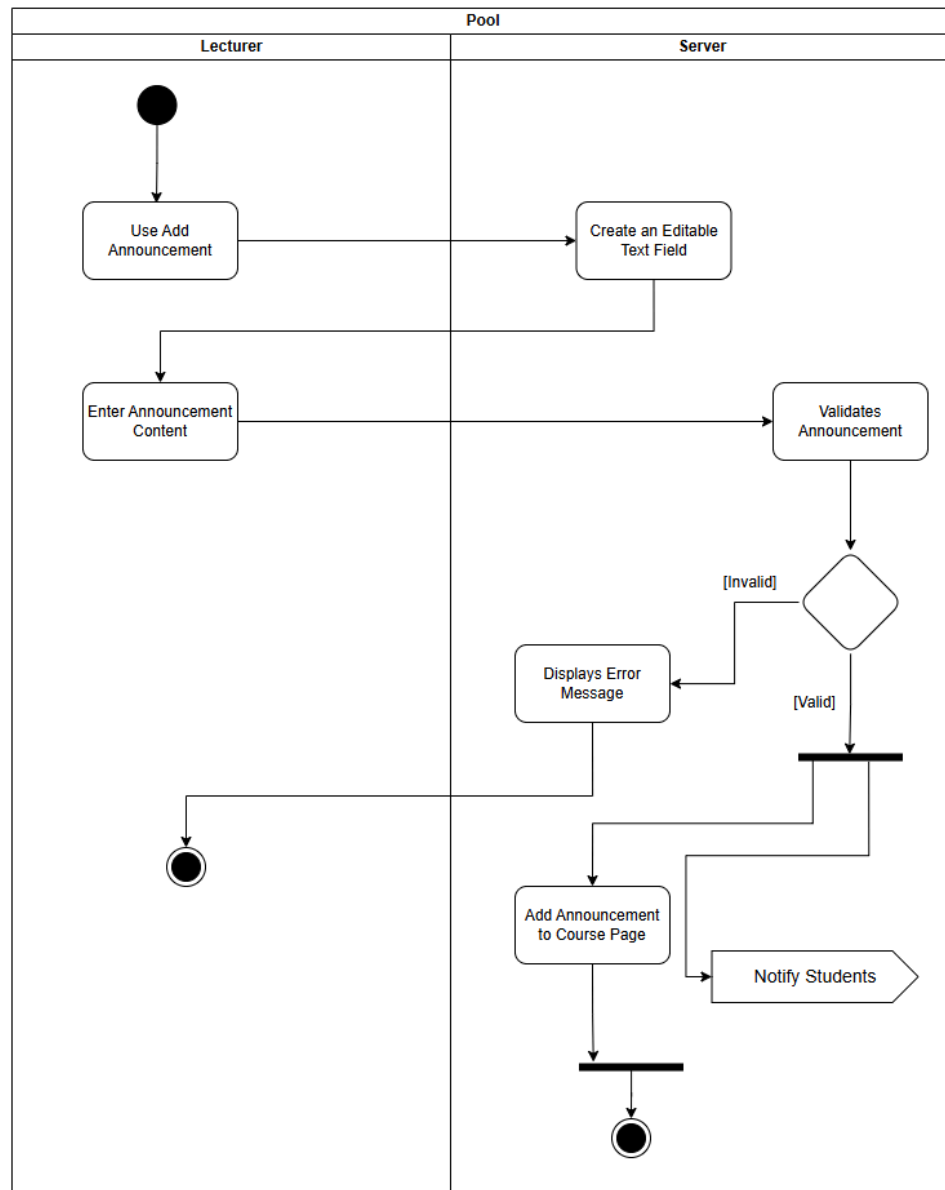 Pool
Lecturer
Server
Use Add
Announcement
Create an Editable
Text Field
Enter Announcement
Content
Validates
Announcement
[Invalid]
Displays Error
Message
[Valid]
Add Announcement
to Course Page
Notify Students